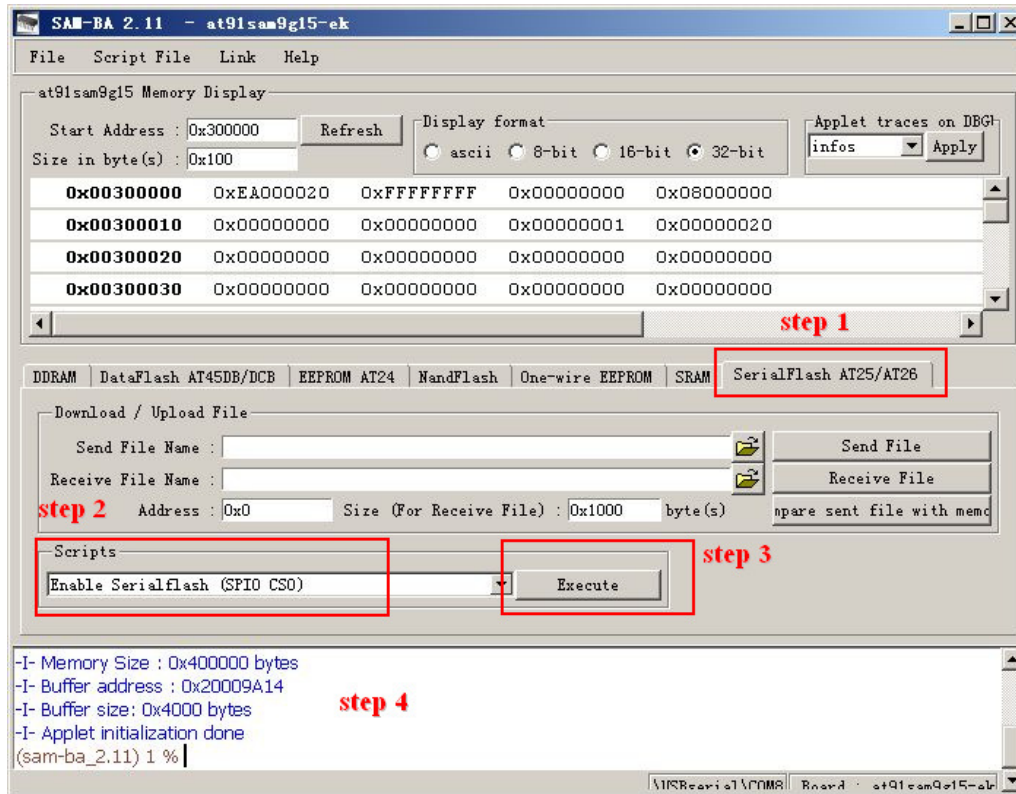 SAM-BA 2.11 - at91sam9g15-ek
File Script File Link Help
at91sam9g15 Memory Display
Start Address : 0x300000 Refresh
Size in byte(s) : 0x100
Display format
ascii 8-bit 16-bit 32-bit
Applet traces on DBG
infos Apply
0x00300000 0xEA000020 0xFFFFFFFF 0x00000000 0x08000000
0x00300010 0x00000000 0x00000000 0x00000001 0x00000020
0x00300020 0x00000000 0x00000000 0x00000000 0x00000000
0x00300030 0x00000000 0x00000000 0x00000000 0x00000000
step 1
DDRAM DataFlash AT45DB/DCB EEPROM AT24 NandFlash One-wire EEPROM SRAM SerialFlash AT25/AT26
Download / Upload File
Send File Name : Send File
Receive File Name : Receive File
step 2 Address : 0x0 Size (For Receive File) : 0x1000 byte(s) npare sent file with memo
Scripts
step 3
Enable Serialflash (SPI0 CS0) Execute
-I- Memory Size : 0x400000 bytes
-I- Buffer address : 0x20009A14
step 4
-I- Buffer size: 0x4000 bytes
-I- Applet initialization done
(sam-ba_2.11) 1 %
\USBserial\COM8 Board : at91sam9g15-ek